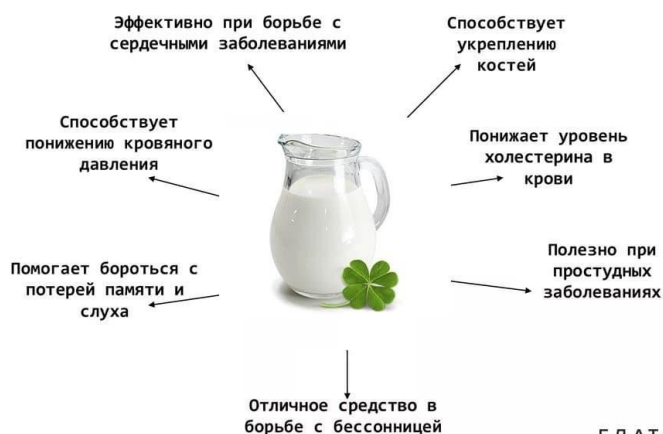 Эффективно при борьбе с
сердечными заболеваниями
Способствует
укреплению
костей
Способствует
понижению кровяного
давления
Понижает уровень
холестерина в
крови
Помогает бороться с
потерей памяти и
слуха
Полезно при
простудных
заболеваниях
Отличное средство в
борьбе с бессонницей